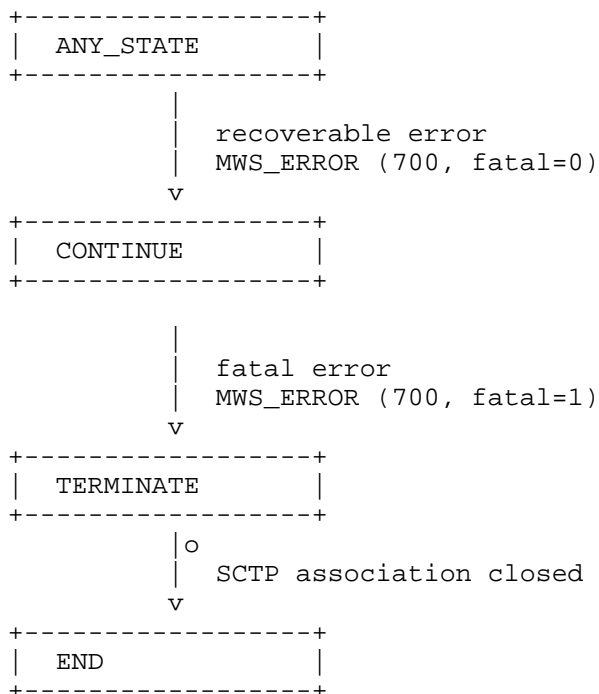 +------------------+
|  ANY_STATE       |
+------------------+
          |
          |  recoverable error
          |  MWS_ERROR (700, fatal=0)
          v
+------------------+
|  CONTINUE        |
+------------------+

          |
          |  fatal error
          |  MWS_ERROR (700, fatal=1)
          v
+------------------+
|  TERMINATE       |
+------------------+
          |o
          |  SCTP association closed
          v
+------------------+
|  END             |
+------------------+